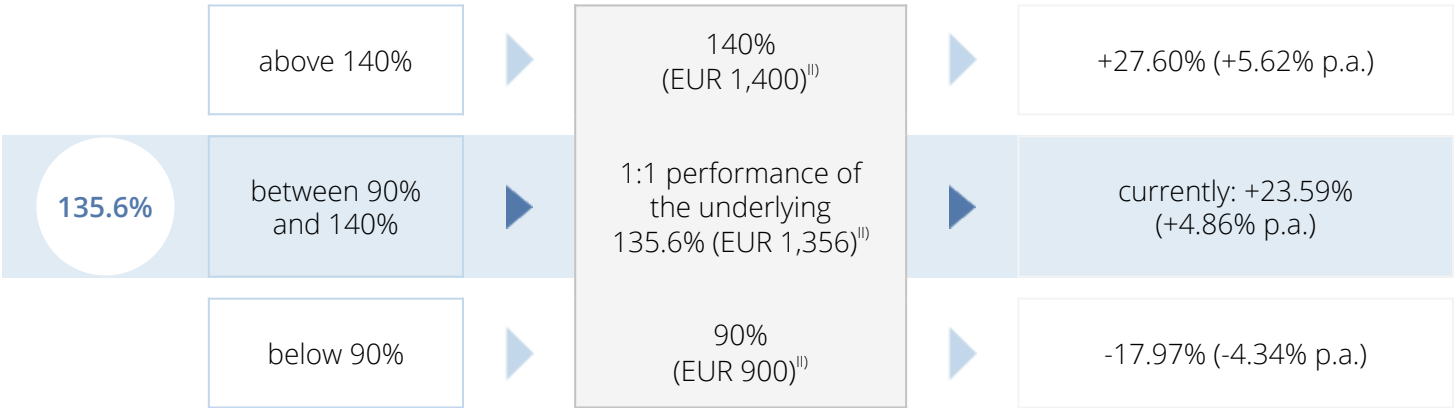 above 140%
140%
(EUR 1,400)II)
+27.60% (+5.62% p.a.)
135.6%
between 90%
and 140%
1:1 performance of
the underlying
135.6% (EUR 1,356)II)
currently: +23.59%
(+4.86% p.a.)
below 90%
90%
(EUR 900)II)
-17.97% (-4.34% p.a.)